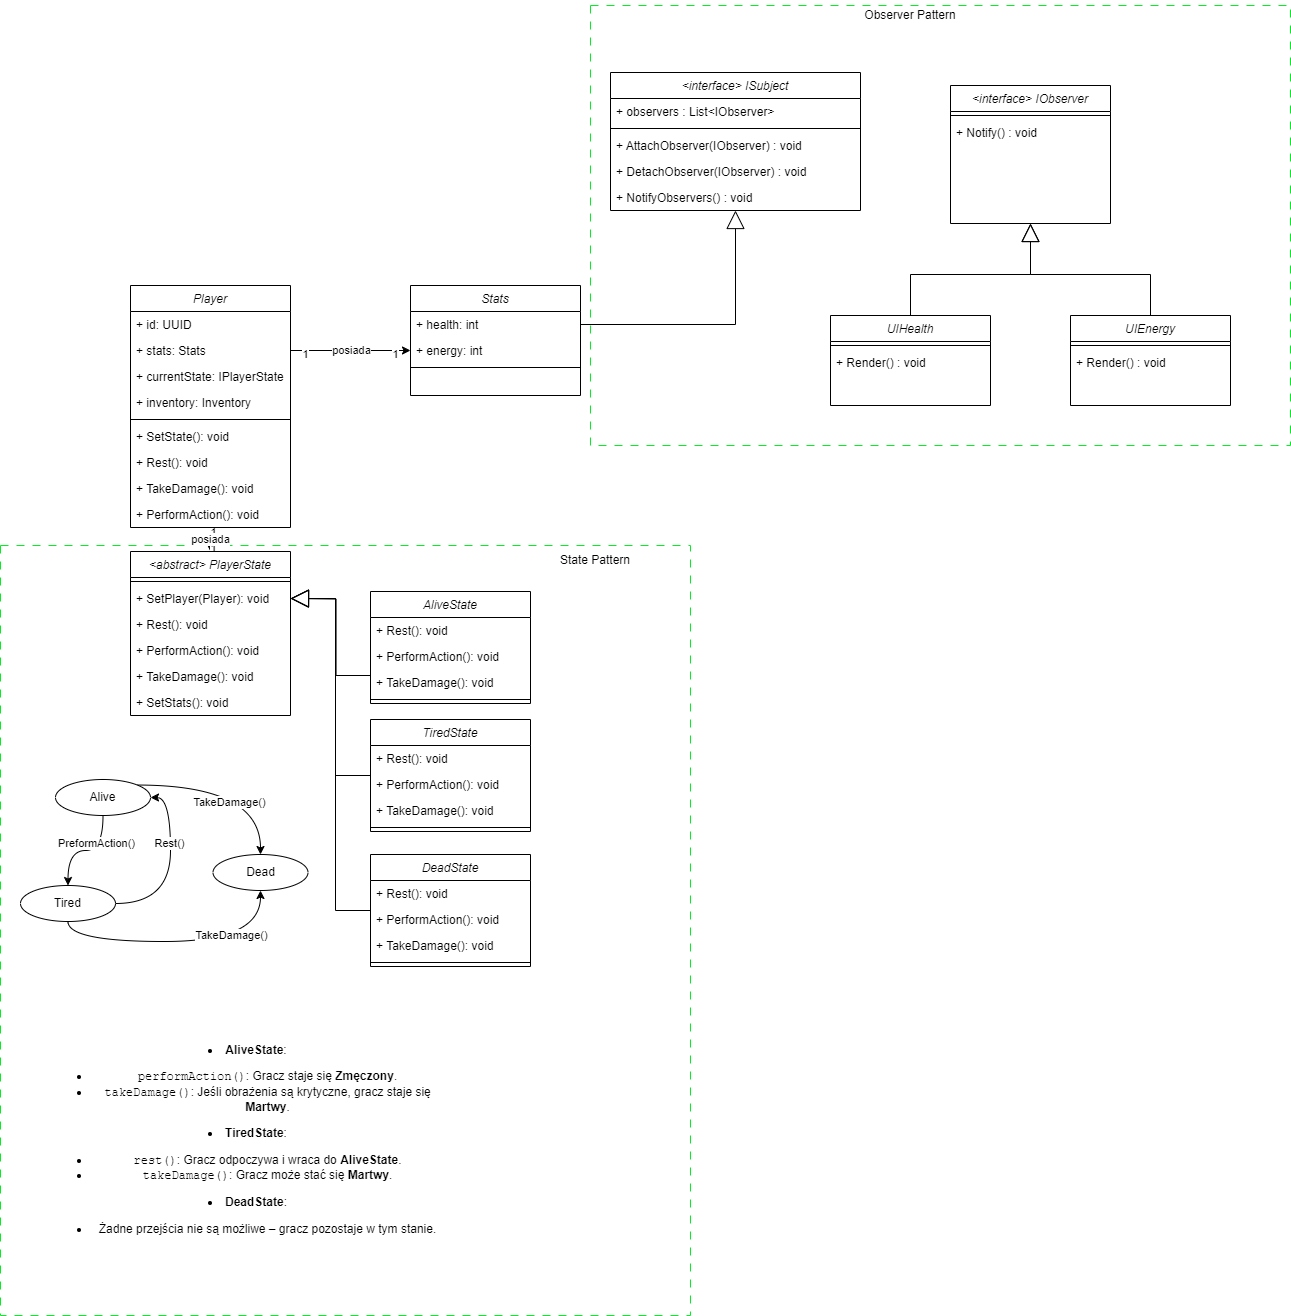 Observer Pattern
<interface> ISubject
+ observers : List<IObserver>
+ AttachObserver(IObserver) : void
+ DetachObserver(IObserver) : void
+ NotifyObservers() : void
<interface> IObserver
+ Notify() : void
UIHealth
+ Render() : void
UIEnergy
+ Render() : void
Player
+ id: UUID
+ stats: Stats
+ currentState: IPlayerState
+ inventory: Inventory
+ SetState(): void
+ Rest(): void
+ TakeDamage(): void
+ PerformAction(): void
1 posiada 1
Stats
+ health: int
+ energy: int
1
posiada
1
State Pattern
<abstract> PlayerState
+ SetPlayer(Player): void
+ Rest(): void
+ PerformAction(): void
+ TakeDamage(): void
+ SetStats(): void
AliveState
+ Rest(): void
+ PerformAction(): void
+ TakeDamage(): void
TiredState
+ Rest(): void
+ PerformAction(): void
+ TakeDamage(): void
DeadState
+ Rest(): void
+ PerformAction(): void
+ TakeDamage(): void
Alive
TakeDamage()
PreformAction()
Rest()
Dead
Tired
TakeDamage()
• AliveState:
• performAction(): Gracz staje się Zmęczony.
• takeDamage(): Jeśli obrażenia są krytyczne, gracz staje się
Martwy.
• TiredState:
• rest(): Gracz odpoczywa i wraca do AliveState.
• takeDamage(): Gracz może stać się Martwy.
• DeadState:
• Żadne przejścia nie są możliwe – gracz pozostaje w tym stanie.